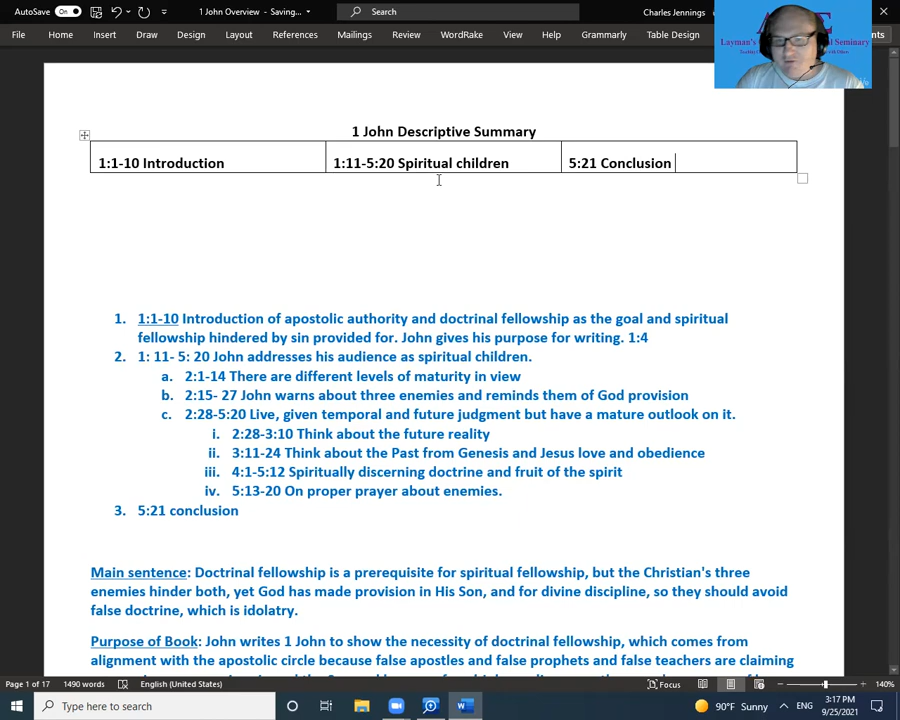 AutoSave On 1 John Overview - Saving... Search Charles Jennings
File Home Insert Draw Design Layout References Mailings Review WordRake View Help Grammarly Table Design
Layman's Seminary
1 John Descriptive Summary
1:1-10 Introduction 1:11-5:20 Spiritual children 5:21 Conclusion
1. 1:1-10 Introduction of apostolic authority and doctrinal fellowship as the goal and spiritual
fellowship hindered by sin provided for. John gives his purpose for writing. 1:4
2. 1: 11- 5: 20 John addresses his audience as spiritual children.
a. 2:1-14 There are different levels of maturity in view
b. 2:15- 27 John warns about three enemies and reminds them of God provision
c. 2:28-5:20 Live, given temporal and future judgment but have a mature outlook on it.
i. 2:28-3:10 Think about the future reality
ii. 3:11-24 Think about the Past from Genesis and Jesus love and obedience
iii. 4:1-5:12 Spiritually discerning doctrine and fruit of the spirit
iv. 5:13-20 On proper prayer about enemies.
3. 5:21 conclusion
Main sentence: Doctrinal fellowship is a prerequisite for spiritual fellowship, but the Christian's three
enemies hinder both, yet God has made provision in His Son, and for divine discipline, so they should avoid
false doctrine, which is idolatry.
Purpose of Book: John writes 1 John to show the necessity of doctrinal fellowship, which comes from
alignment with the apostolic circle because false apostles and false prophets and false teachers are claiming
Page 1 of 17 1490 words English (United States) Focus 140%
Type here to search 90°F Sunny ENG 3:17 PM
9/25/2021